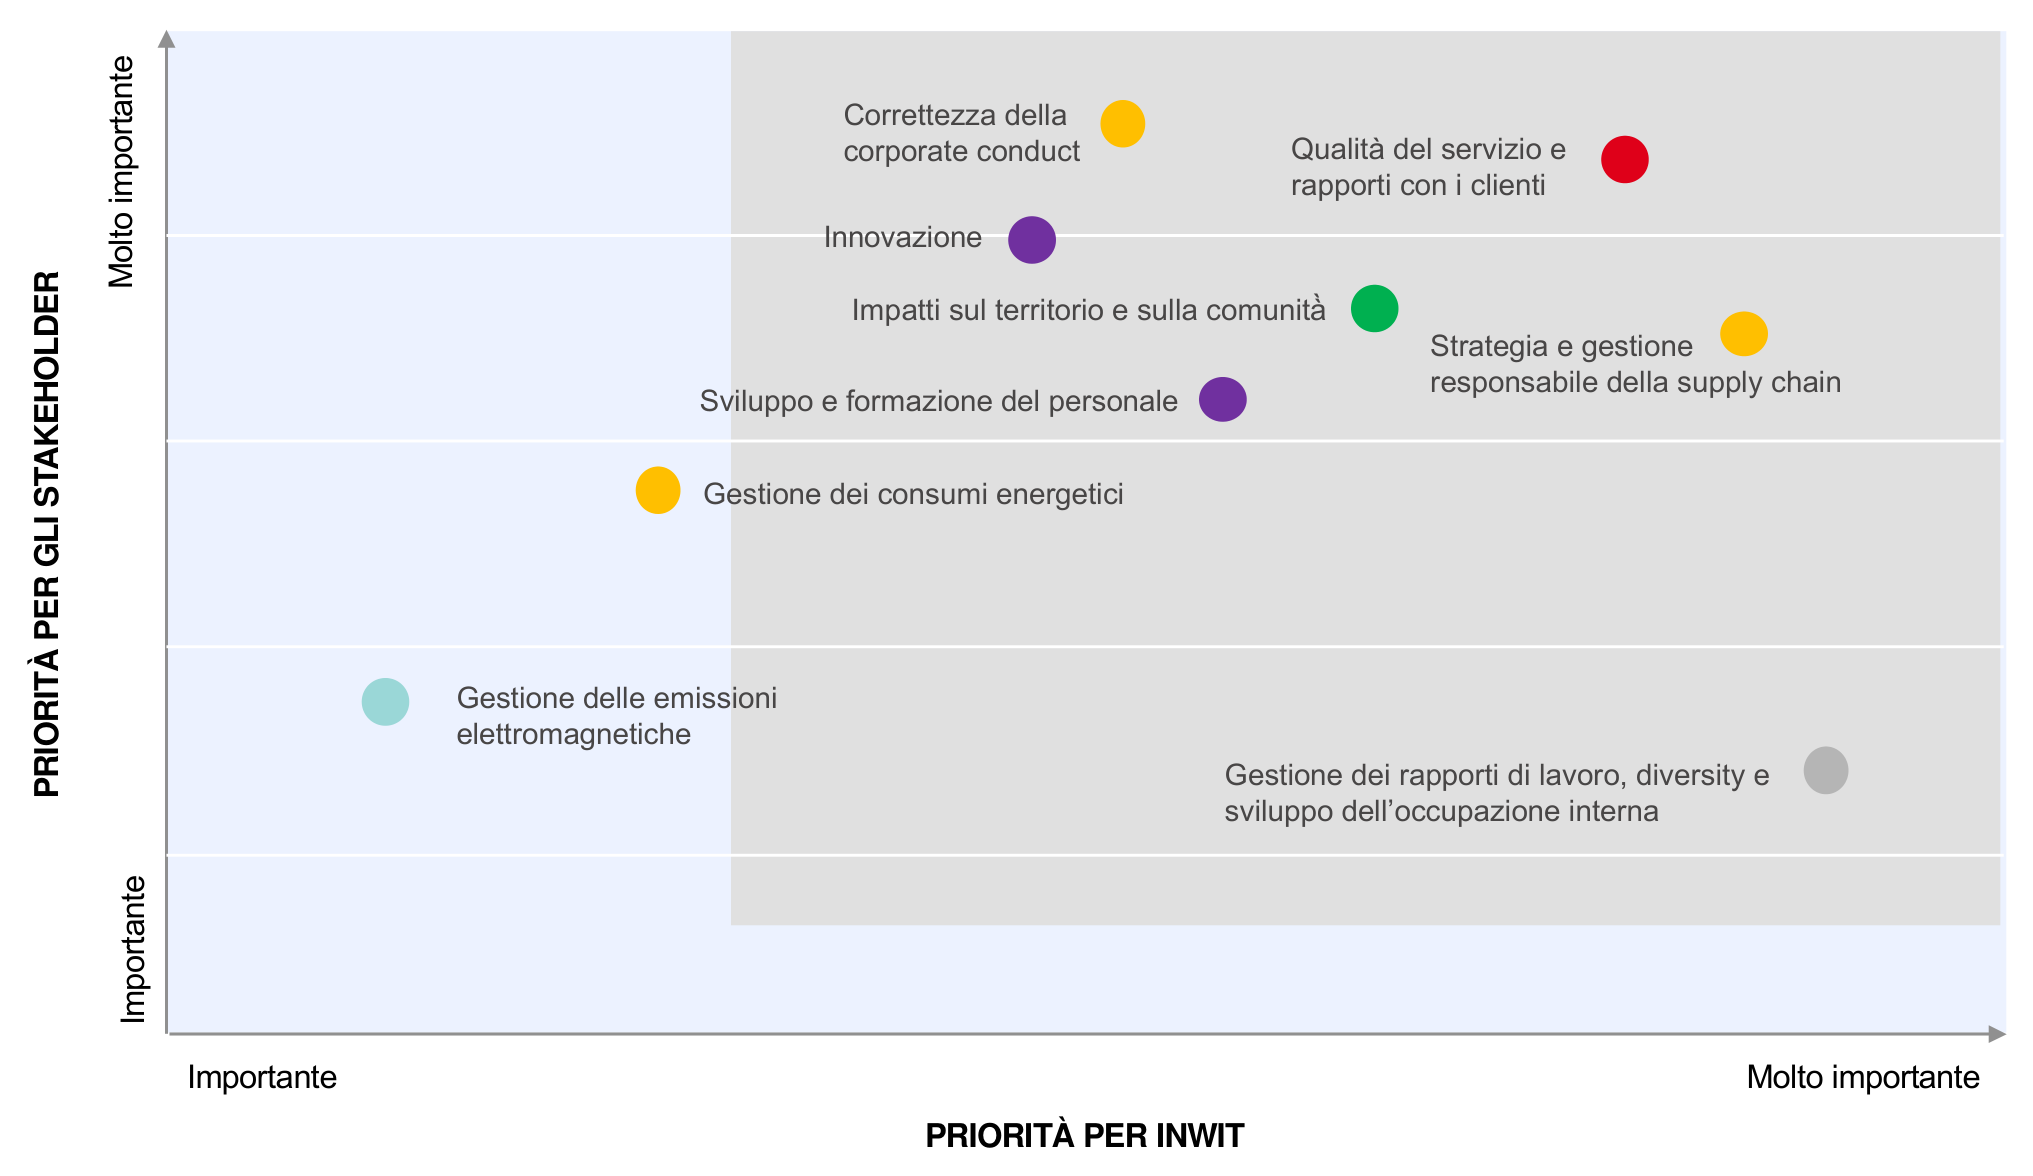 PRIORITÀ PER GLI STAKEHOLDER
Molto importante
Importante
Correttezza della
corporate conduct
Qualità del servizio e
rapporti con i clienti
Innovazione
Impatti sul territorio e sulla comunità
Strategia e gestione
responsabile della supply chain
Sviluppo e formazione del personale
Gestione dei consumi energetici
Gestione delle emissioni
elettromagnetiche
Gestione dei rapporti di lavoro, diversity e
sviluppo dell’occupazione interna
Importante
Molto importante
PRIORITÀ PER INWIT